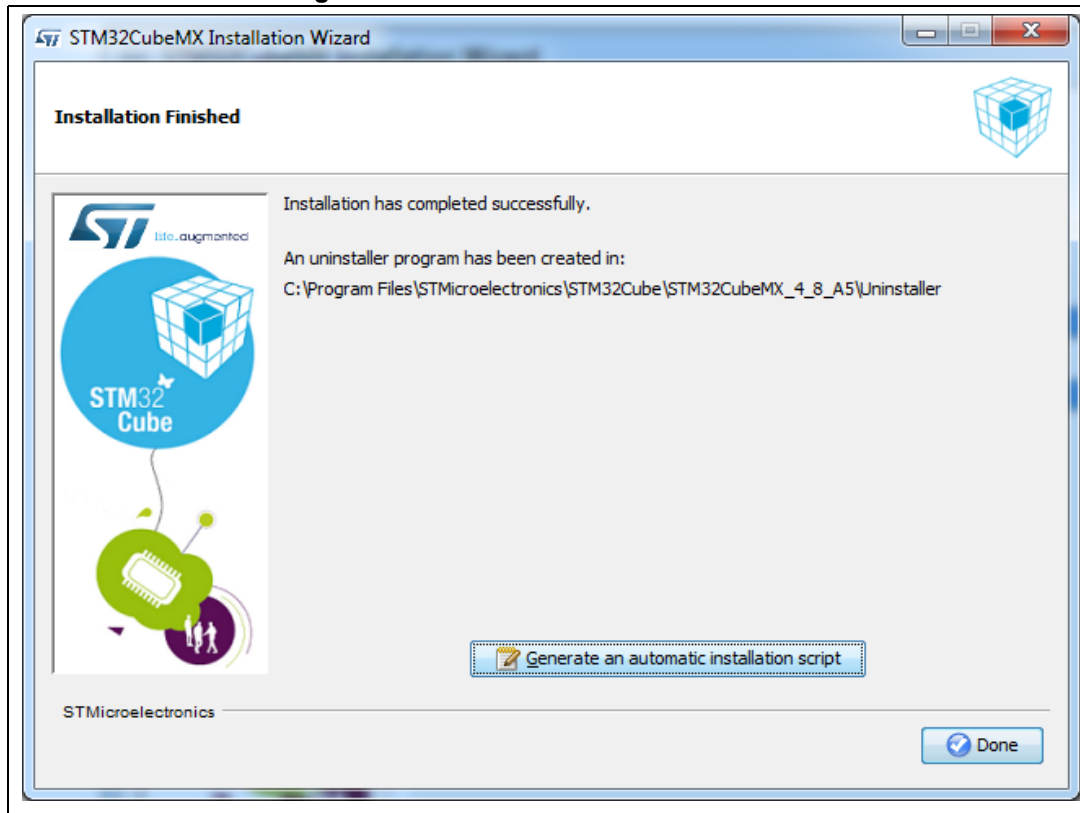 STM32CubeMX Installation Wizard
Installation Finished
life.augmented
Installation has completed successfully.
An uninstaller program has been created in:
C:\Program Files\STMicroelectronics\STM32Cube\STM32CubeMX_4_8_A5\Uninstaller
STM32
Cube
Generate an automatic installation script
STMicroelectronics
Done